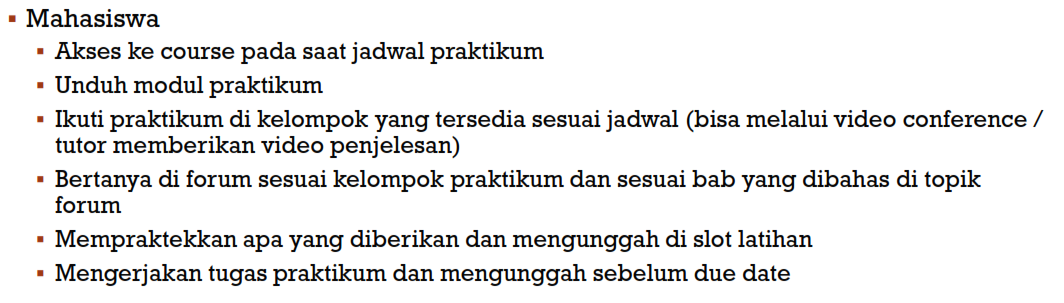 Mahasiswa
Akses ke course pada saat jadwal praktikum
Unduh modul praktikum
Ikuti praktikum di kelompok yang tersedia sesuai jadwal (bisa melalui video conference /
tutor memberikan video penjelesan)
Bertanya di forum sesuai kelompok praktikum dan sesuai bab yang dibahas di topik
forum
Mempraktekkan apa yang diberikan dan mengunggah di slot latihan
Mengerjakan tugas praktikum dan mengunggah sebelum due date